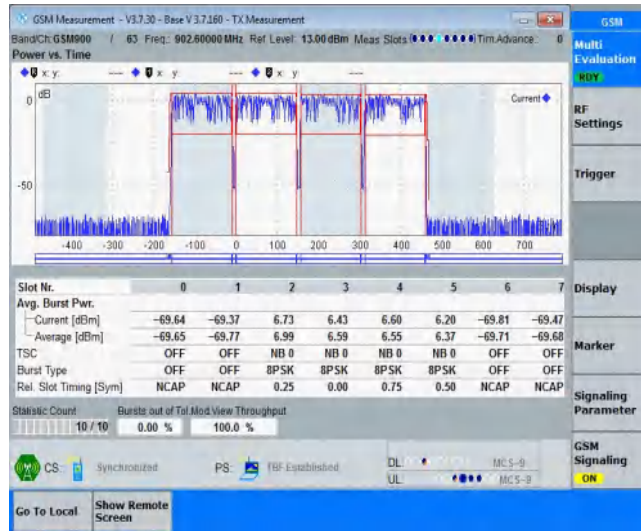 GSM Measurement - V3.7.30 - Base V 3.7.160 - TX Measurement
GSM
Band/Ch: GSM900 / 63 Freq.: 902.60000 MHz Ref. Level: 13.00 dBm Meas Slots Tim.Advance: 0
Multi Evaluation
RDY
Power vs. Time
x: y: --- x y --- x y ---
dB
Current
0
-50
-400 -300 -200 -100 0 100 200 300 400 500 600 700
RF Settings
Trigger
Display
Marker
Signaling Parameter
GSM Signaling
ON
Slot Nr. 0 1 2 3 4 5 6 7
Avg. Burst Pwr.
Current [dBm] -69.64 -69.37 6.73 6.43 6.60 6.20 -69.81 -69.47
Average [dBm] -69.65 -69.77 6.99 6.59 6.55 6.37 -69.71 -69.68
TSC OFF OFF NB 0 NB 0 NB 0 NB 0 OFF OFF
Burst Type OFF OFF 8PSK 8PSK 8PSK 8PSK OFF OFF
Rel. Slot Timing [Sym] NCAP NCAP 0.25 0.00 0.75 0.50 NCAP NCAP
Statistic Count Bursts out of Tol. Mod.View Throughput
10 / 10 0.00 % 100.0 %
CS: Synchronized PS: TBF Established DL: MCS-9
UL: MCS-9
Go To Local Show Remote Screen